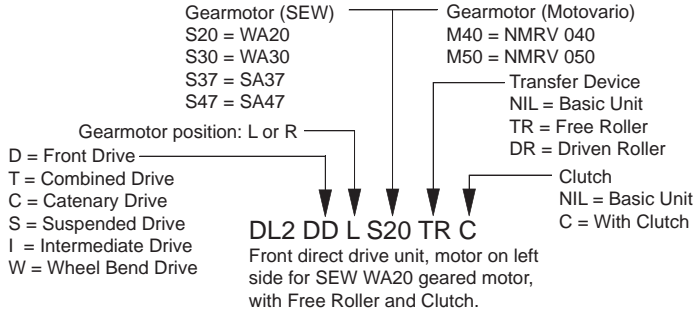 Gearmotor (SEW)
S20 = WA20
S30 = WA30
S37 = SA37
S47 = SA47
Gearmotor (Motovario)
M40 = NMRV 040
M50 = NMRV 050
Transfer Device
NIL = Basic Unit
TR = Free Roller
DR = Driven Roller
Gearmotor position: L or R
D = Front Drive
T = Combined Drive
C = Catenary Drive
S = Suspended Drive
I = Intermediate Drive
W = Wheel Bend Drive
Clutch
NIL = Basic Unit
C = With Clutch
DL2 DD L S20 TR C
Front direct drive unit, motor on left
side for SEW WA20 geared motor,
with Free Roller and Clutch.